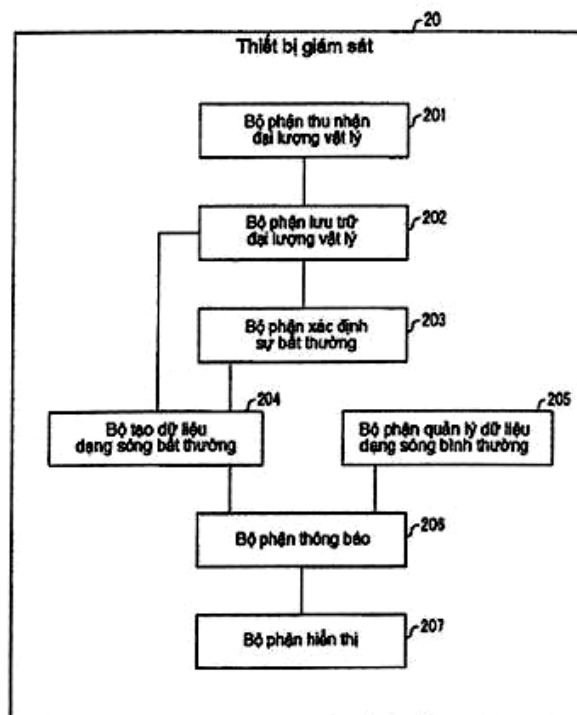 20
Thiết bị giám sát
201
Bộ phận thu nhận
đại lượng vật lý
202
Bộ phận lưu trữ
đại lượng vật lý
203
Bộ phận xác định
sự bất thường
204
Bộ tạo dữ liệu
dạng sóng bất thường
205
Bộ phận quản lý dữ liệu
dạng sóng bình thường
206
Bộ phận thông báo
207
Bộ phận hiển thị